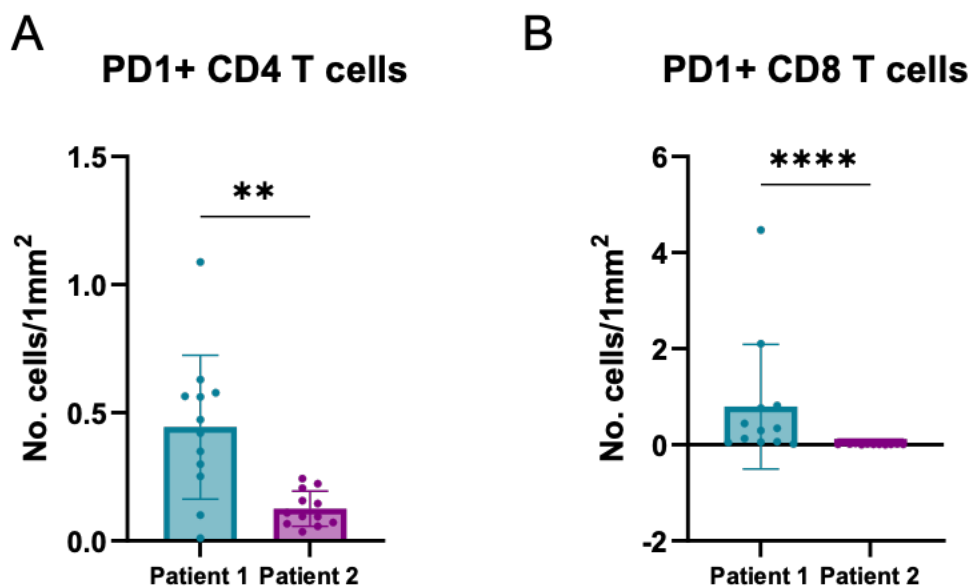 A
PD1+ CD4 T cells
No. cells/1mm²
1.5
1.0
0.5
0.0
**
Patient 1 Patient 2
B
PD1+ CD8 T cells
No. cells/1mm²
6
4
2
0
-2
****
Patient 1 Patient 2